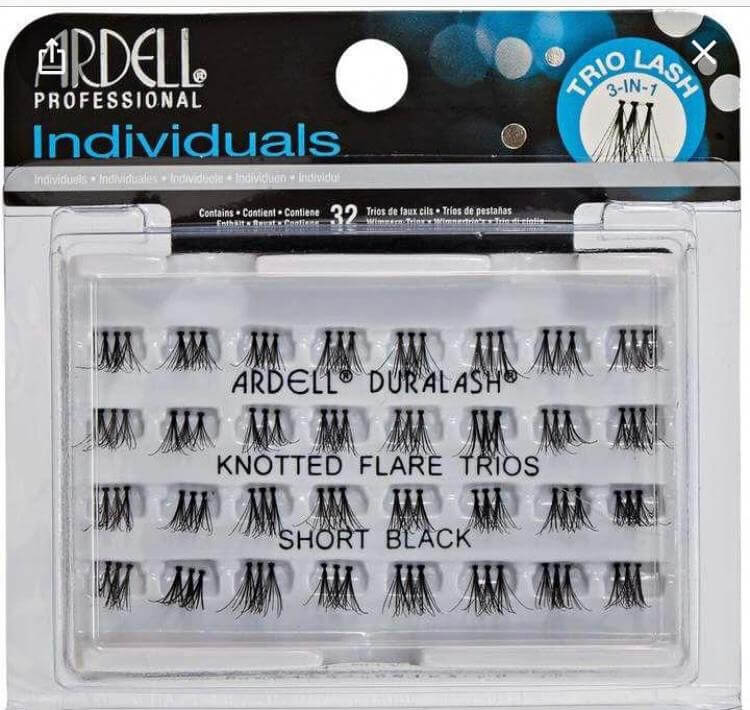 ARDELL®
PROFESSIONAL
Individuals
Individuels • Individuales • Individuele • Individuen • Individui
TRIO LASH
3-IN-1
Contains • Contient • Contiene 32 Trios de faux cils • Trios de pestañas
ARDELL® DURALASH®
KNOTTED FLARE TRIOS
SHORT BLACK